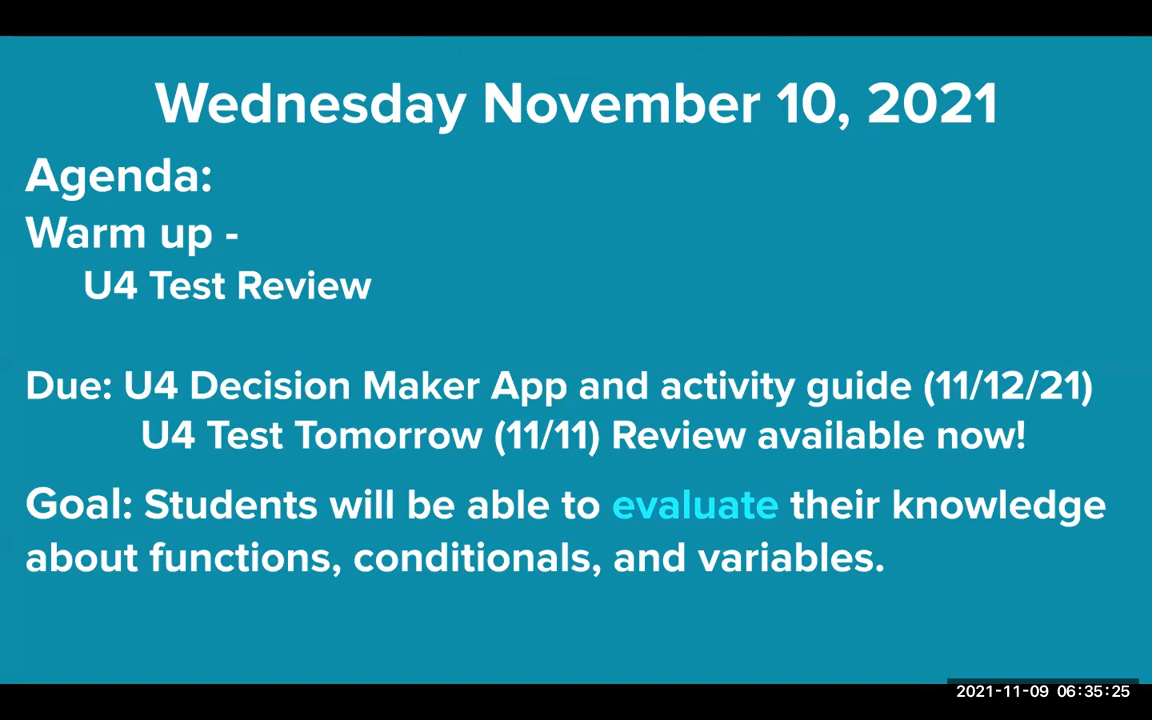 Wednesday November 10, 2021
Agenda:
Warm up -
U4 Test Review
Due: U4 Decision Maker App and activity guide (11/12/21)
U4 Test Tomorrow (11/11) Review available now!
Goal: Students will be able to evaluate their knowledge
about functions, conditionals, and variables.
2021-11-09 06:35:25